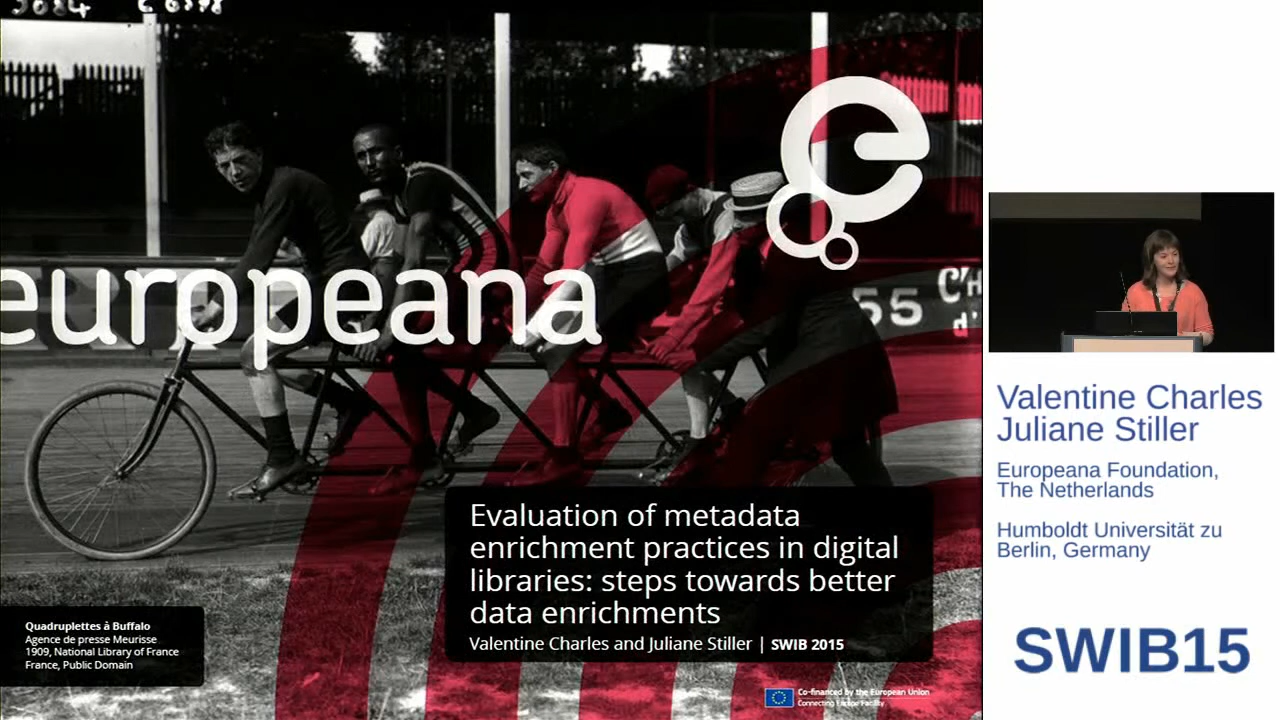 europeana
55
Evaluation of metadata
enrichment practices in digital
libraries: steps towards better
data enrichments
Valentine Charles and Juliane Stiller | SWIB 2015
Quadruplettes à Buffalo
Agence de presse Meurisse
1909, National Library of France
France, Public Domain
Co-financed by the European Union
Connecting Europe Facility
Valentine Charles
Juliane Stiller
Europeana Foundation,
The Netherlands
Humboldt Universität zu
Berlin, Germany
SWIB15